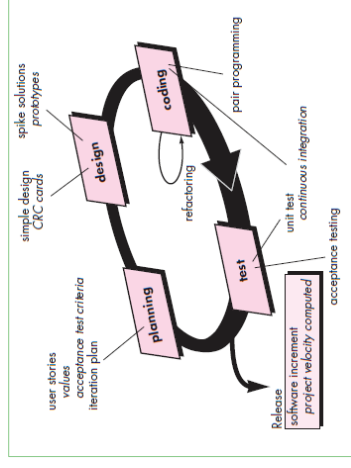 spike solutions
prototypes
simple design
CRC cards
design
user stories
values
acceptance test criteria
iteration plan
planning
coding
refactoring
pair programming
test
unit test
continuous integration
acceptance testing
Release
software increment
project velocity computed